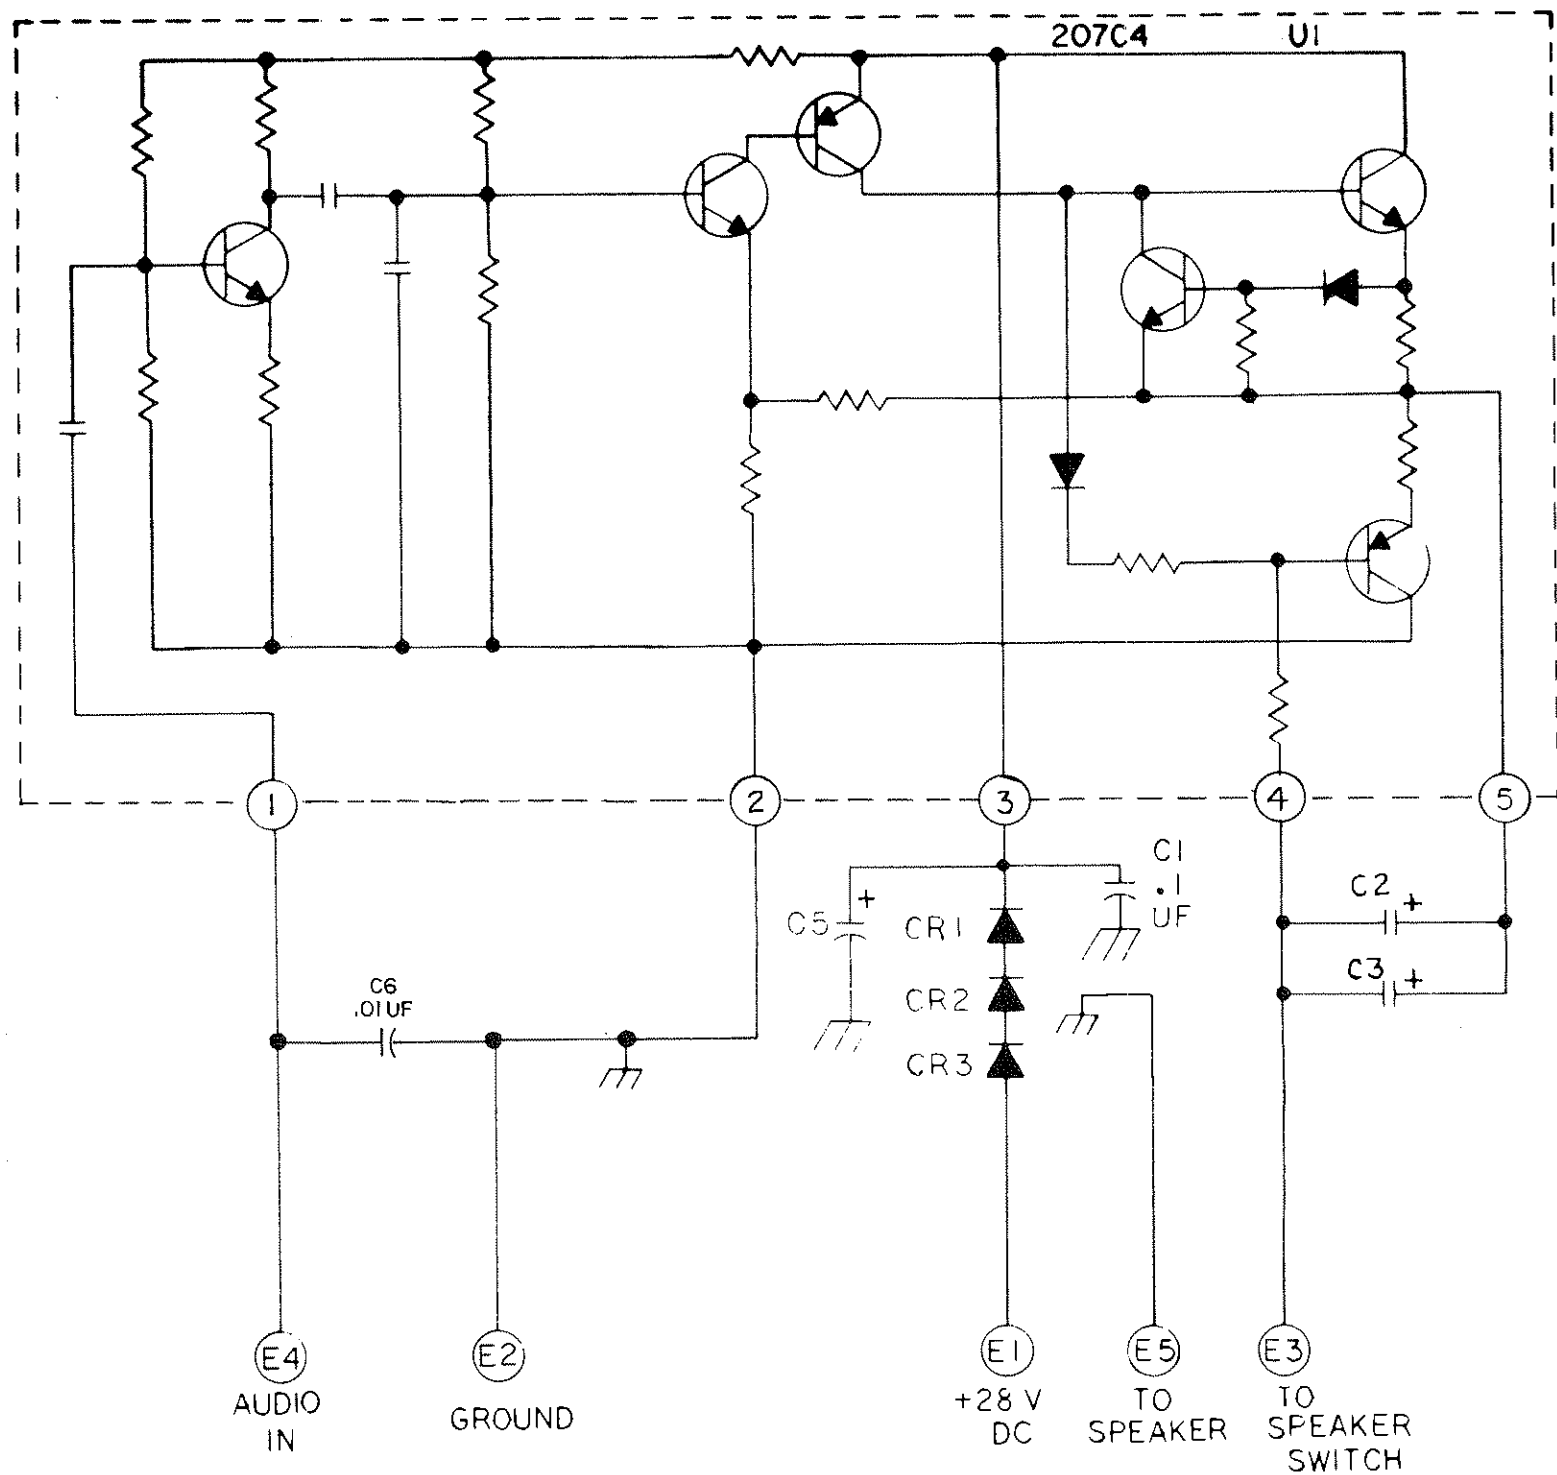 207C4 U1
1
2
3
4
5
C1
.1
UF
C2
+
C5
+
CR1
C3
+
C6
.01UF
CR2
CR3
E4
E2
E1
E5
E3
AUDIO
IN
GROUND
+28 V
DC
TO
SPEAKER
TO
SPEAKER
SWITCH